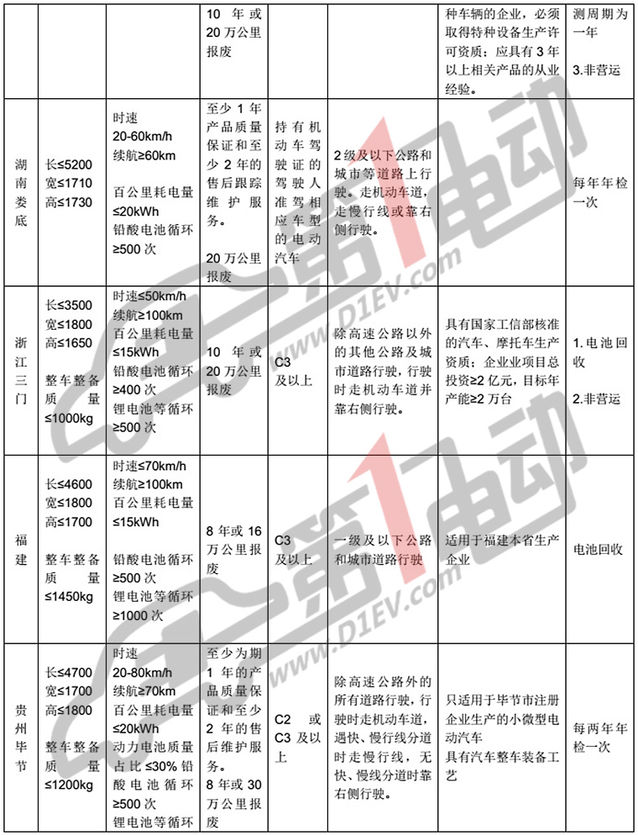 10 年或
20 万公里
报废
种车辆的企业，必须
取得特种设备生产许
可资质；应具有 3 年
以上相关产品的从业
经验。
测周期为
一年
3.非营运
湖
南
娄
底
长≤5200
宽≤1710
高≤1730
时速
20-60km/h
续航≥60km
百公里耗电量
≤20kWh
铅酸电池循环
≥500 次
至少 1 年
产品质量
保证和至
少 2 年的
售后跟踪
维护服
务。
20 万公里
报废
持有机
动车驾
驶证的
驾驶人
准驾相
应车型
的电动
汽车
2 级及以下公路和
城市等道路上行
驶。走机动车道，
走慢行线或靠右
侧行驶。
每年年检
一次
浙
江
三
门
长≤3500
宽≤1800
高≤1650
整车整备
质量
≤1000kg
时速≤50km/h
续航≥100km
百公里耗电量
≤15kWh
铅酸电池循环
≥400 次
锂电池等循环
≥500 次
10 年或
20 万公里
报废
C3
及以上
除高速公路以外
的其他公路及城
市道路行驶，行驶
时走机动车道并
靠右侧行驶。
具有国家工信部核准
的汽车、摩托车生产
资质；企业业项目总
投资≥2 亿元，目标年
产能≥2 万台
1.电池回
收
2.非营运
福
建
长≤4600
宽≤1800
高≤1700
整车整备
质量
≤1450kg
时速≤70km/h
续航≥100km
百公里耗电量
≤15kWh
铅酸电池循环
≥500 次
锂电池等循环
≥1000 次
8 年或 16
万公里报
废
C3
及以上
一级及以下公路
和城市道路行驶
适用于福建本省生产
企业
电池回收
贵
州
毕
节
长≤4700
宽≤1700
高≤1800
整车整备
质量
≤1200kg
时速
20-80km/h
续航≥70km
百公里耗电量
≤20kWh
动力电池质量
占比≤30%铅
酸电池循环
≥500 次
锂电池等循环
至少为期
1 年的产
品质量保
证和至少
2 年的售
后维护服
务。
8 年或 30
万公里报
废
C2 或
C3 及以
上
除高速公路外的
所有道路行驶，行
驶时走机动车道，
遇快、慢行线分道
时走慢行线，无
快、慢线分道时靠
右侧行驶。
只适用于毕节市注册
企业生产的小微型电
动汽车
具有汽车整车装备工
艺
每两年年
检一次
第1电动
www.D1EV.com
第1电动
www.D1EV.com